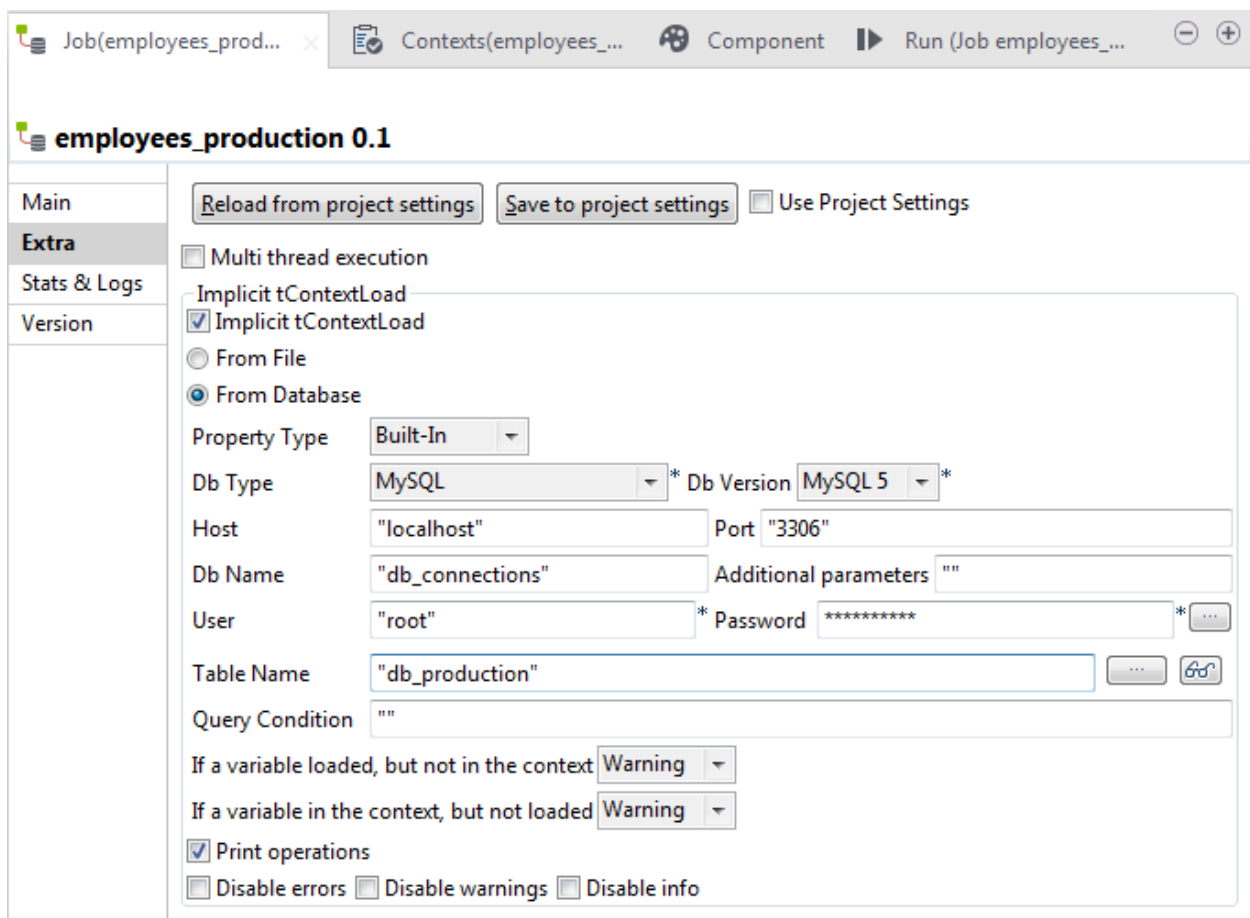 Job(employees_prod... Contexts(employees_... Component Run (Job employees_...
employees_production 0.1
Main
Extra
Stats & Logs
Version
Reload from project settings Save to project settings Use Project Settings
Multi thread execution
Implicit tContextLoad
Implicit tContextLoad
From File
From Database
Property Type Built-In
Db Type MySQL * Db Version MySQL 5 *
Host "localhost" Port "3306"
Db Name "db_connections" Additional parameters ""
User "root" * Password ********** * ...
Table Name "db_production" ...
Query Condition ""
If a variable loaded, but not in the context Warning
If a variable in the context, but not loaded Warning
Print operations
Disable errors Disable warnings Disable info